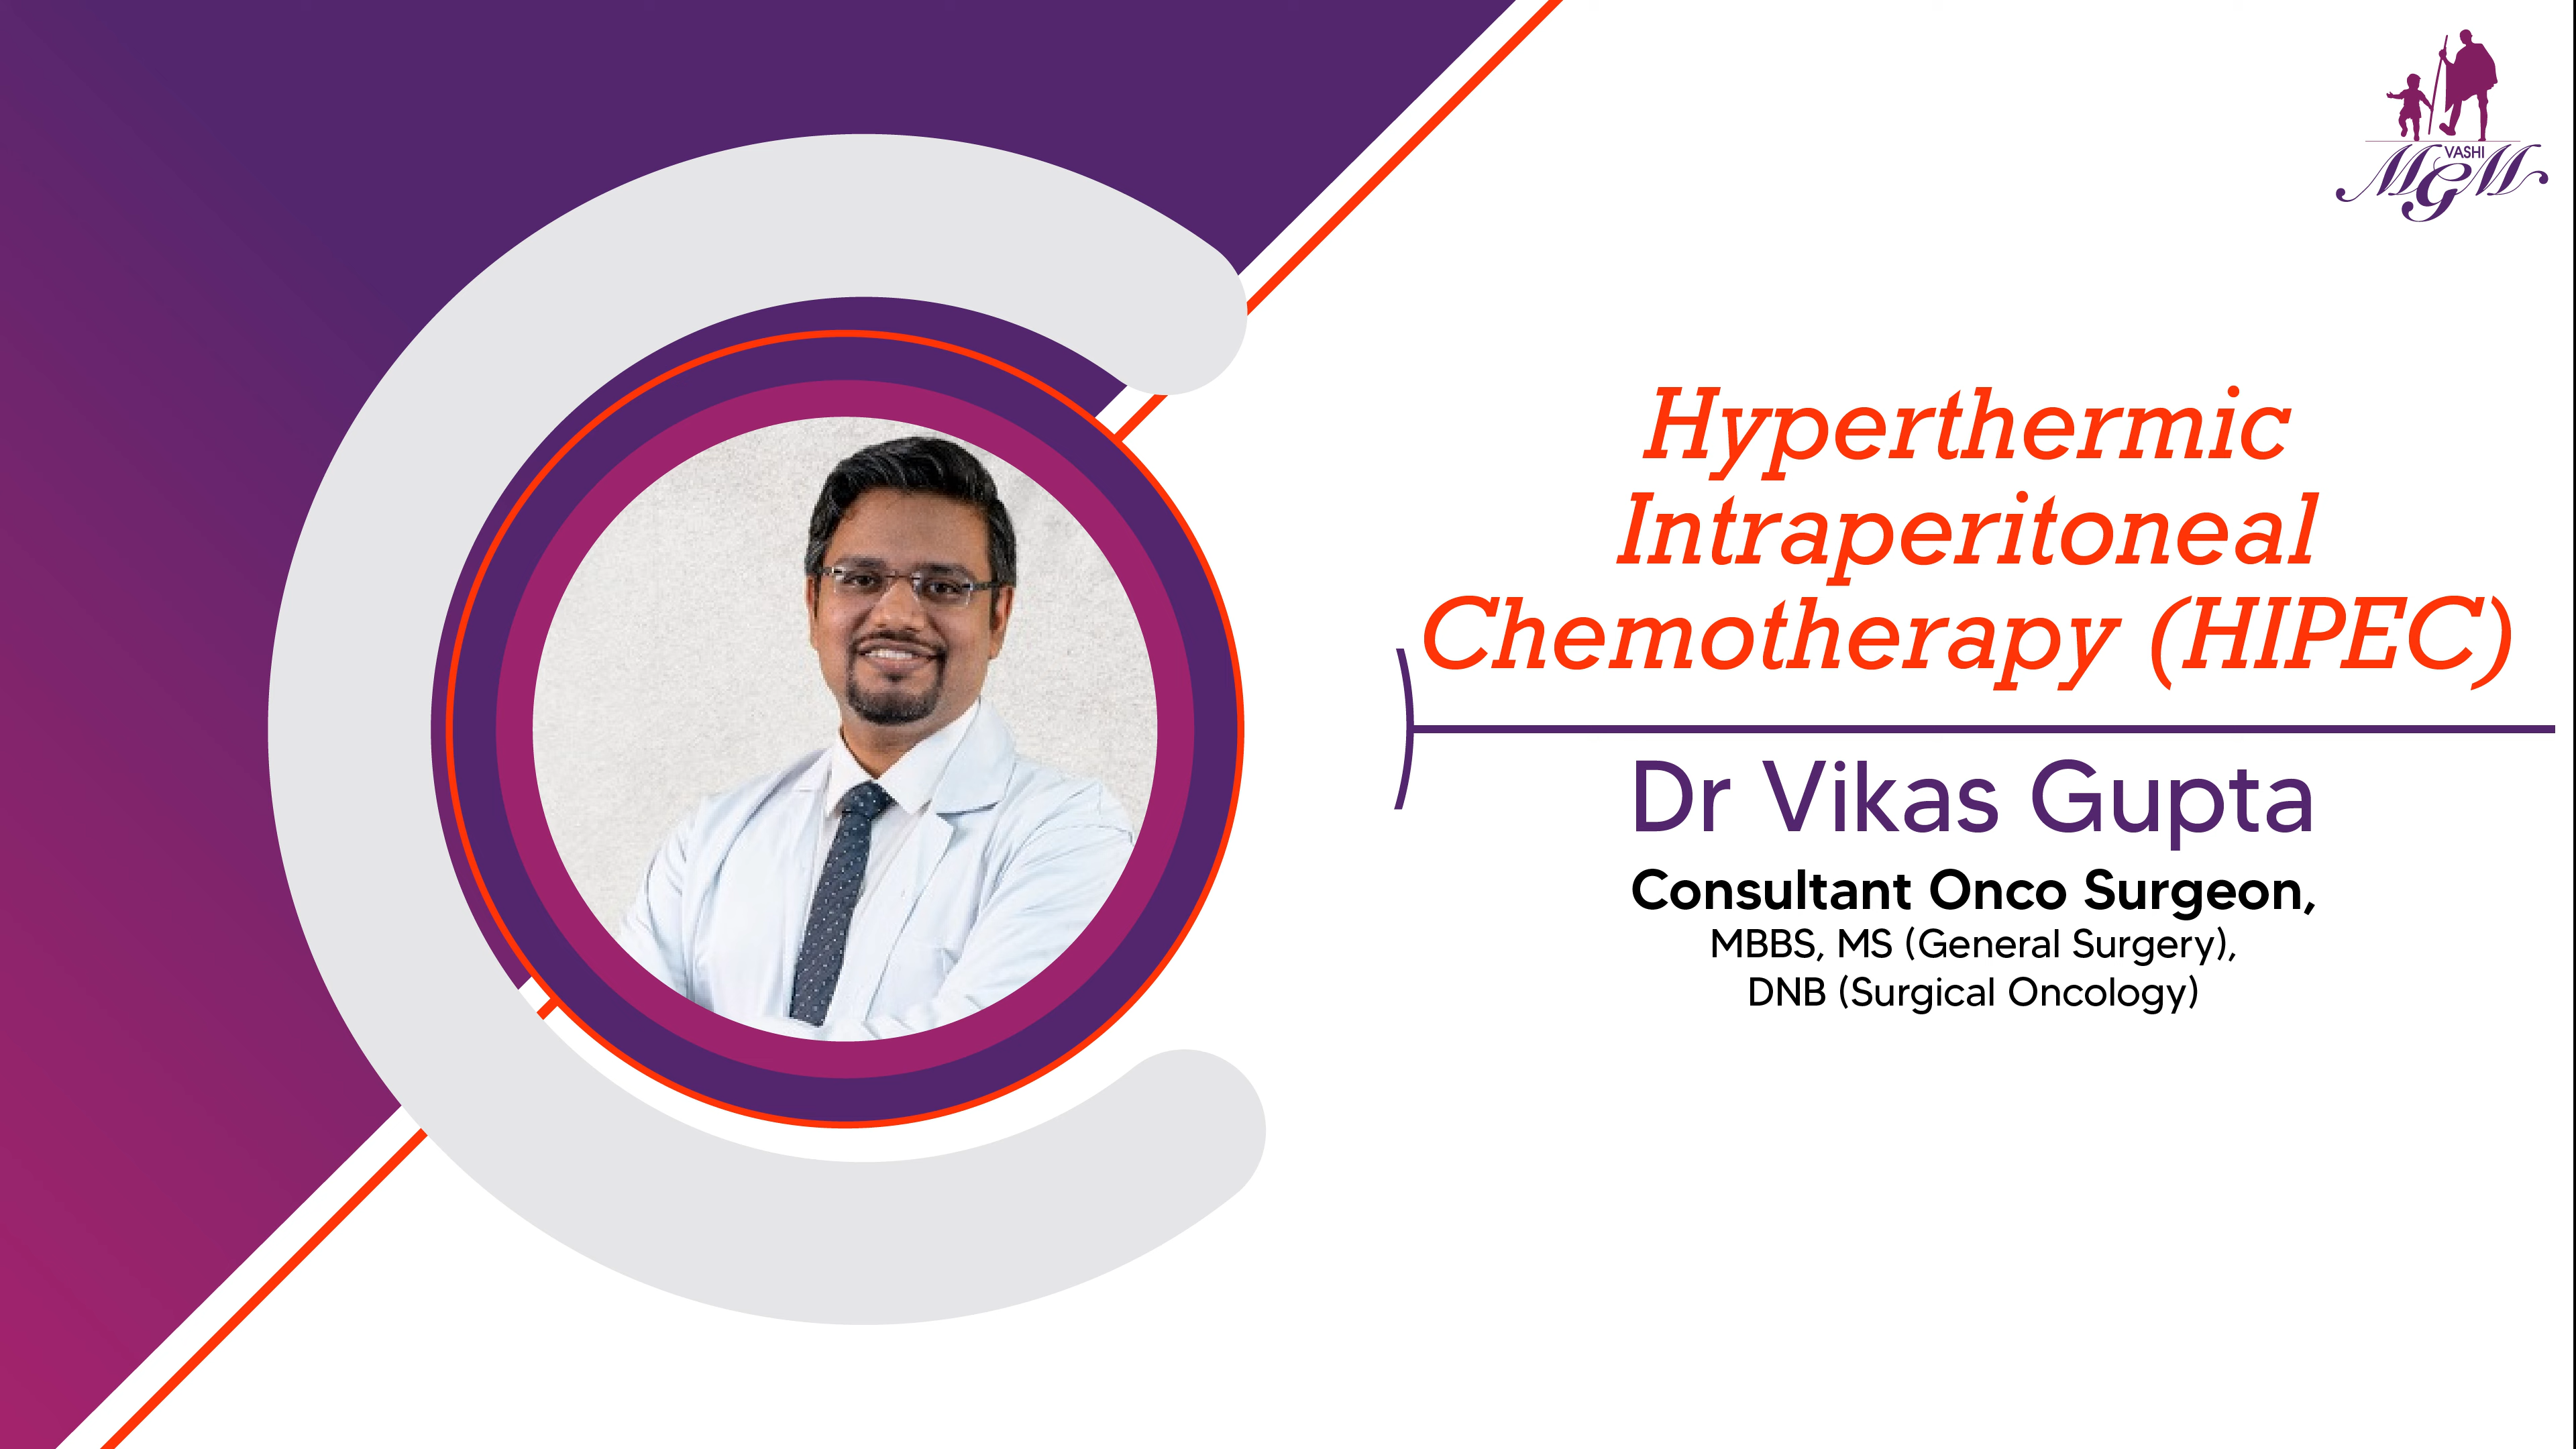 VASHI
MGM
Hyperthermic
Intraperitoneal
Chemotherapy (HIPEC)
Dr Vikas Gupta
Consultant Onco Surgeon,
MBBS, MS (General Surgery),
DNB (Surgical Oncology)